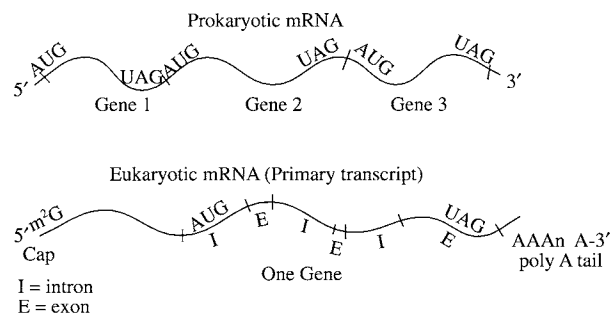 Prokaryotic mRNA
5′ AUG UAG AUG UAG AUG UAG 3′
Gene 1 Gene 2 Gene 3
Eukaryotic mRNA (Primary transcript)
5′ m²G AUG UAG AAAn A-3′
Cap I E I E I E poly A tail
One Gene
I = intron
E = exon